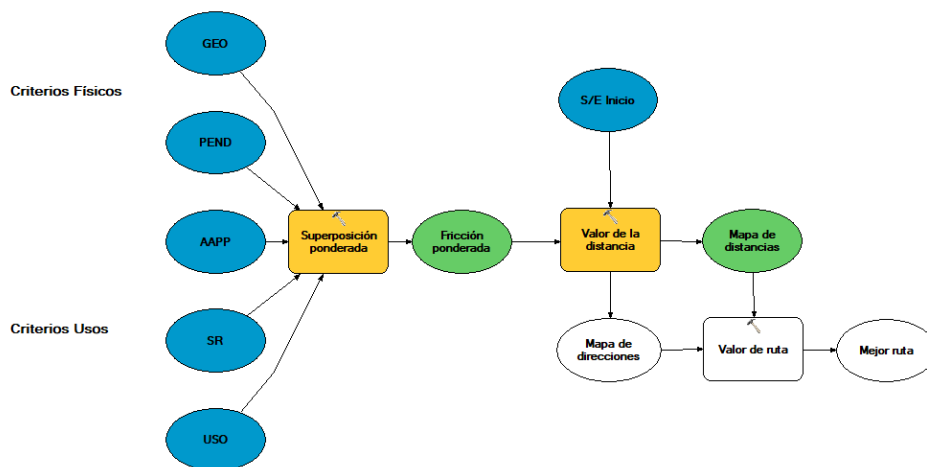 GEO
Criterios Físicos
PEND
AAPP
Criterios Usos
SR
USO
Superposición
ponderada
Fricción
ponderada
S/E Inicio
Valor de la
distancia
Mapa de
distancias
Mapa de
direcciones
Valor de ruta
Mejor ruta